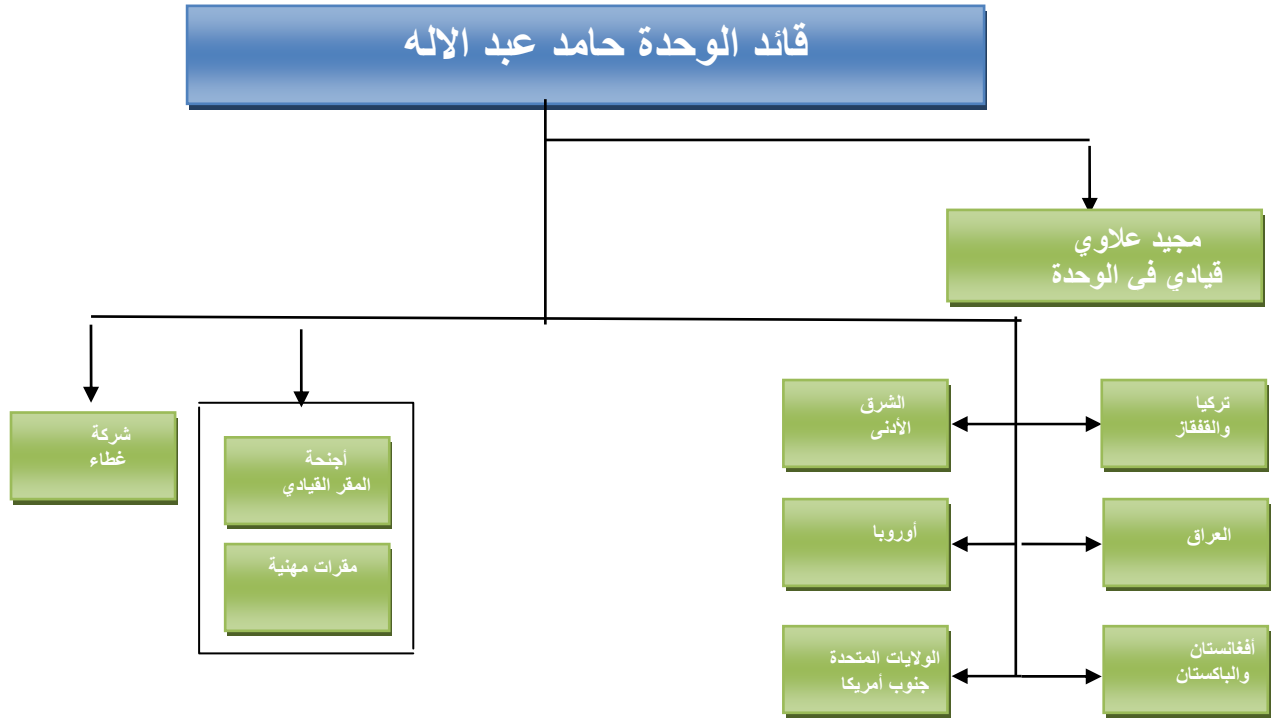 قائد الوحدة حامد عبد الاله
مجيد علاوي
قيادي في الوحدة
تركيا
والقفقاز
الشرق
الأدنى
شركة
غطاء
أجنحة
المقر القيادي
العراق
أوروبا
مقرات مهنية
أفغانستان
والباكستان
الولايات المتحدة
جنوب أمريكا